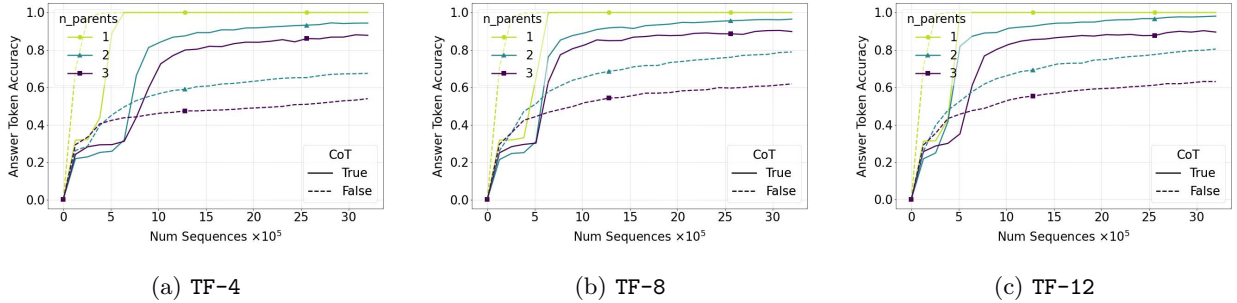 n_parents
1
2
3
CoT
True
False
Answer Token Accuracy
1.0
0.8
0.6
0.4
0.2
0.0
0 5 10 15 20 25 30
Num Sequences ×10⁵
(a) TF-4
n_parents
1
2
3
CoT
True
False
Answer Token Accuracy
1.0
0.8
0.6
0.4
0.2
0.0
0 5 10 15 20 25 30
Num Sequences ×10⁵
(b) TF-8
n_parents
1
2
3
CoT
True
False
Answer Token Accuracy
1.0
0.8
0.6
0.4
0.2
0.0
0 5 10 15 20 25 30
Num Sequences ×10⁵
(c) TF-12